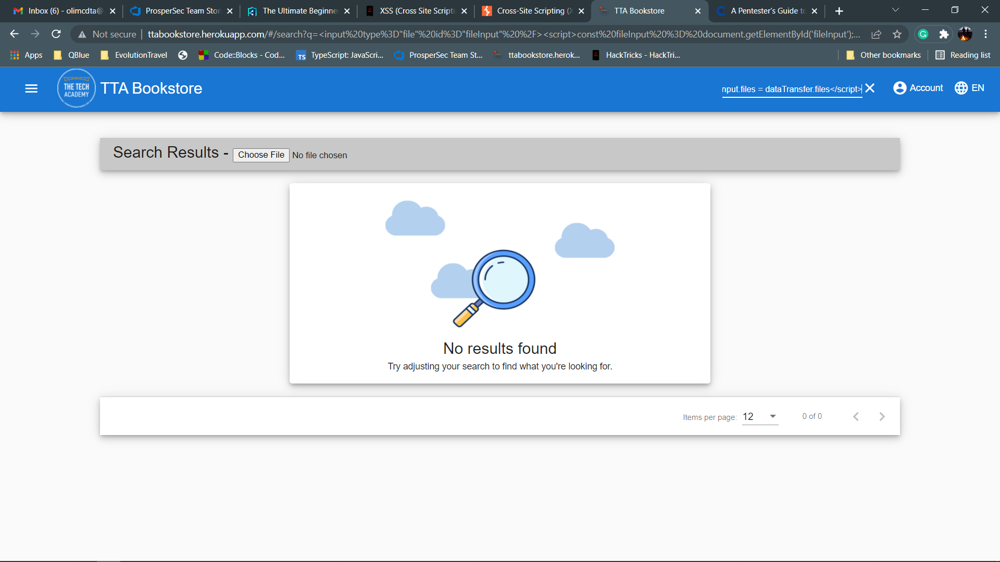 Inbox (6) - olimcdta@
ProsperSec Team Stori
The Ultimate Beginne
XSS (Cross Site Scripti
Cross-Site Scripting (X
TTA Bookstore
A Pentester's Guide to
Not secure
ttabookstore.herokuapp.com/#/search?q=<input%20type%3D"file"%20id%3D"fileInput"%20%2F><script>const%20fileInput%20%3D%20document.getElementById('fileInput');...
Apps
QBlue
EvolutionTravel
Code::Blocks - Cod...
TS
TypeScript: JavaScri...
ProsperSec Team St...
ttabookstore.herok...
HackTricks - HackTri...
Other bookmarks
Reading list
THE TECH
ACADEMY
TTA Bookstore
nput.files = dataTransfer.files</script>
Account
EN
Search Results -
Choose File
No file chosen
No results found
Try adjusting your search to find what you're looking for.
Items per page:
12
0 of 0